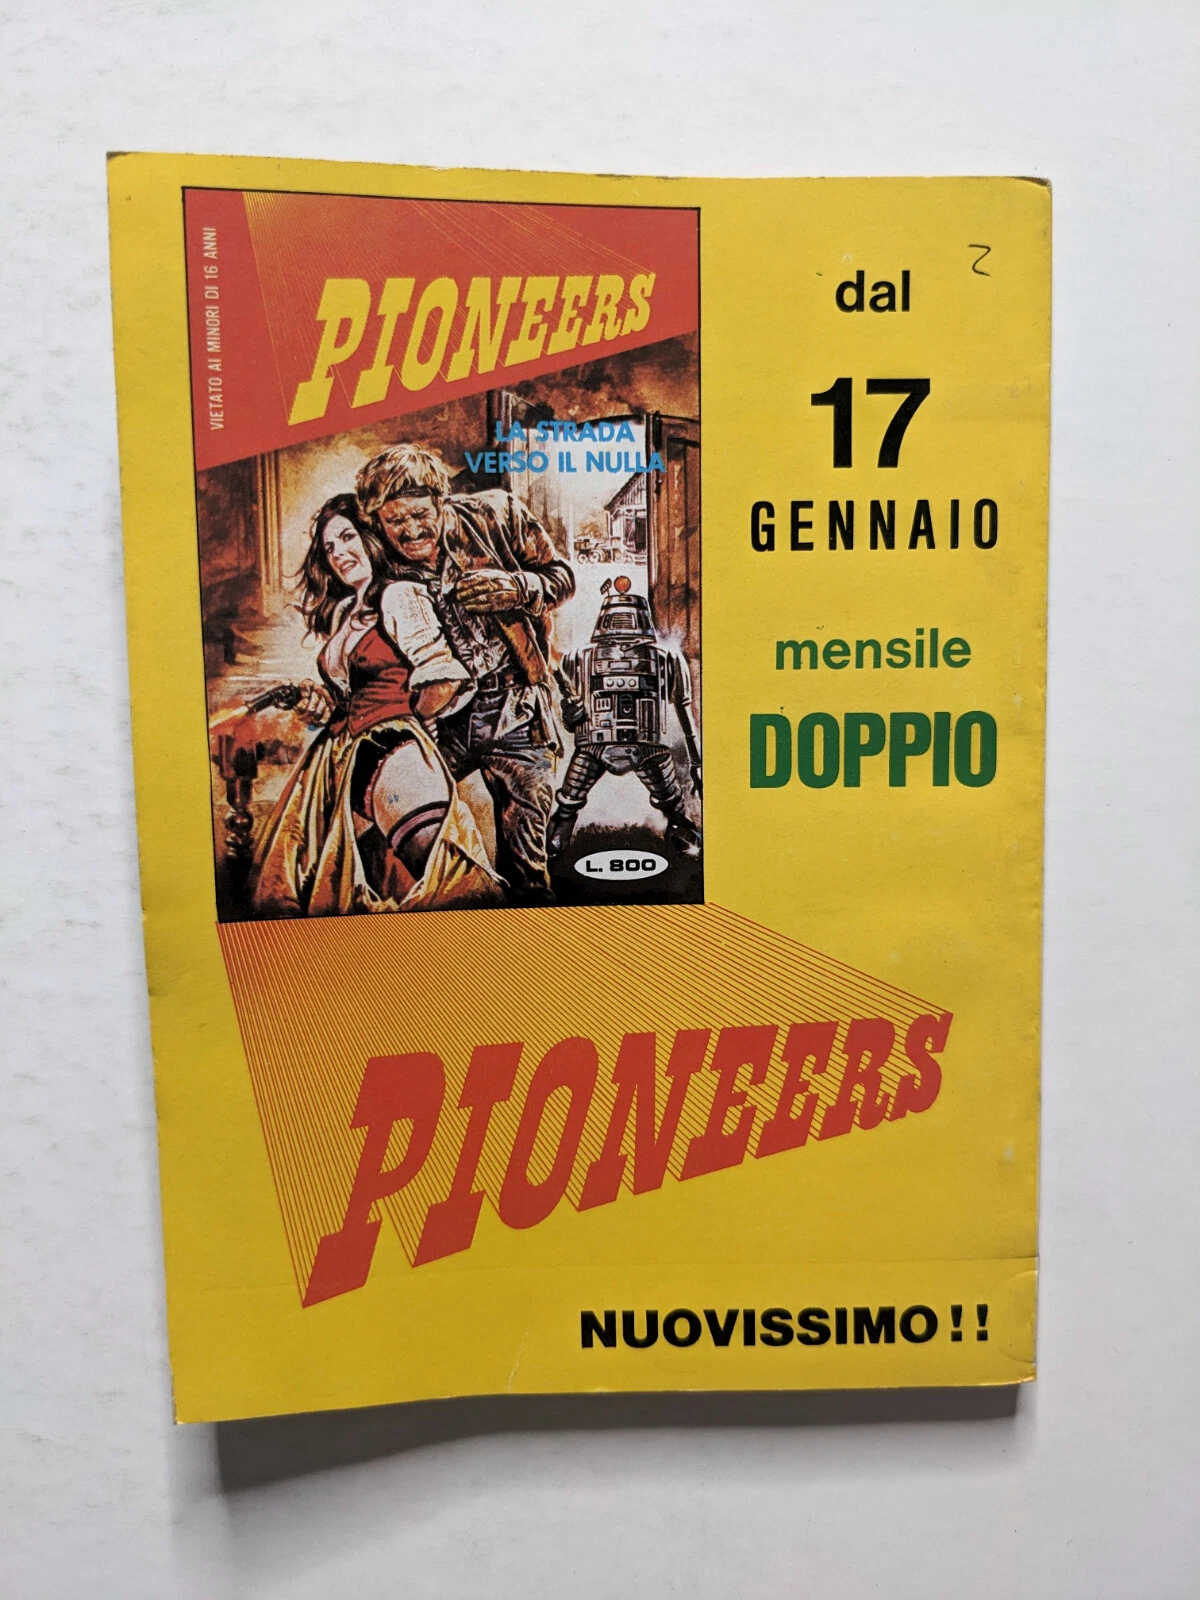 VIETATO AI MINORI DI 16 ANNI
PIONEERS
LA STRADA
VERSO IL NULLA
L. 800
dal
17
GENNAIO
mensile
DOPPIO
PIONEERS
NUOVISSIMO!!